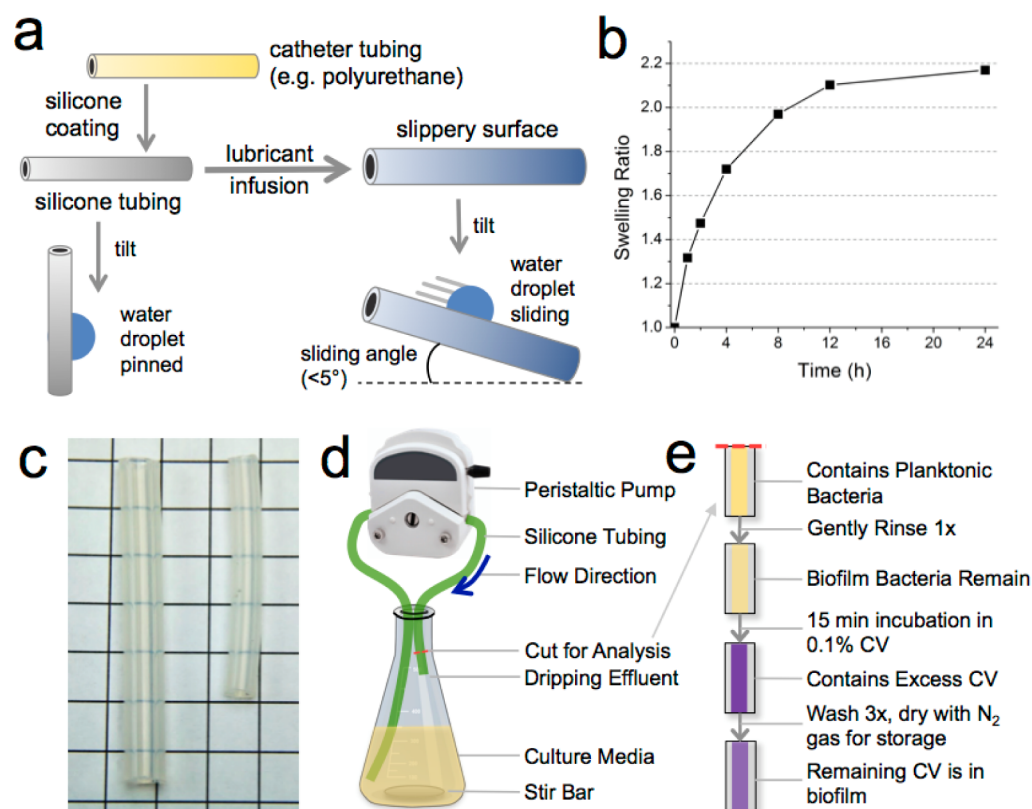 a
catheter tubing
(e.g. polyurethane)
silicone
coating
lubricant
infusion
slippery surface
silicone tubing
tilt
tilt
water
droplet
pinned
water
droplet
sliding
sliding angle
(<5°)
b
Swelling Ratio
2.2
2.0
1.8
1.6
1.4
1.2
1.0
0 4 8 12 16 20 24
Time (h)
c
d
Peristaltic Pump
Silicone Tubing
Flow Direction
Cut for Analysis
Dripping Effluent
Culture Media
Stir Bar
e
Contains Planktonic
Bacteria
Gently Rinse 1x
Biofilm Bacteria Remain
15 min incubation in
0.1% CV
Contains Excess CV
Wash 3x, dry with N₂
gas for storage
Remaining CV is in
biofilm